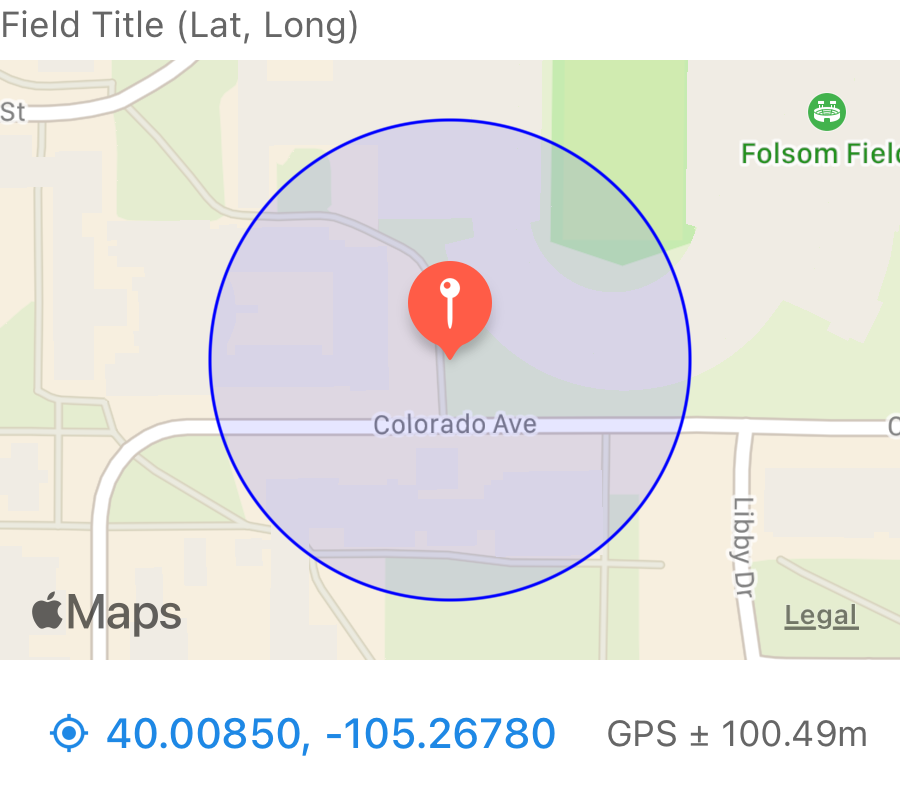 Field Title (Lat, Long)
St
Folsom Field
Colorado Ave
C
Libby Dr
Maps
Legal
40.00850, -105.26780
GPS ± 100.49m